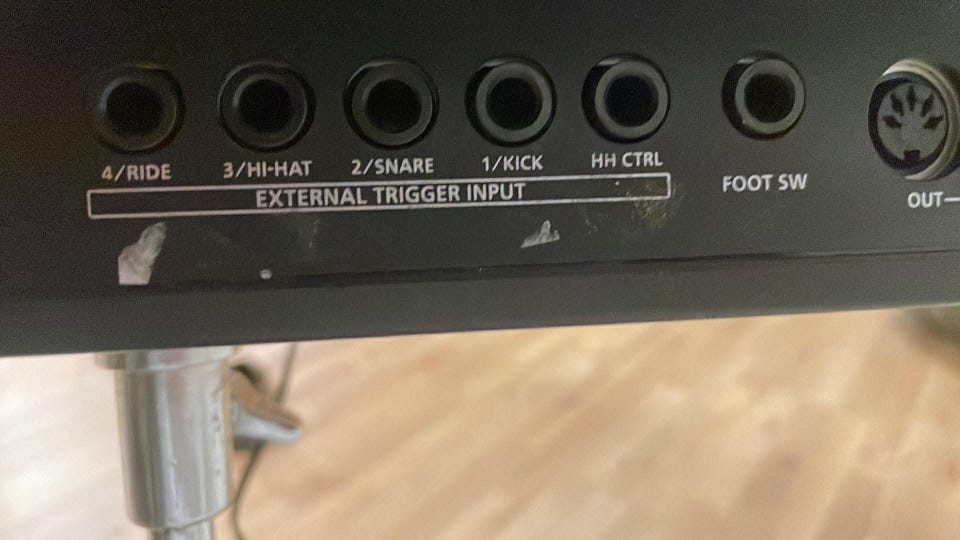 4/RIDE 3/HI-HAT 2/SNARE 1/KICK HH CTRL
EXTERNAL TRIGGER INPUT
FOOT SW
OUT